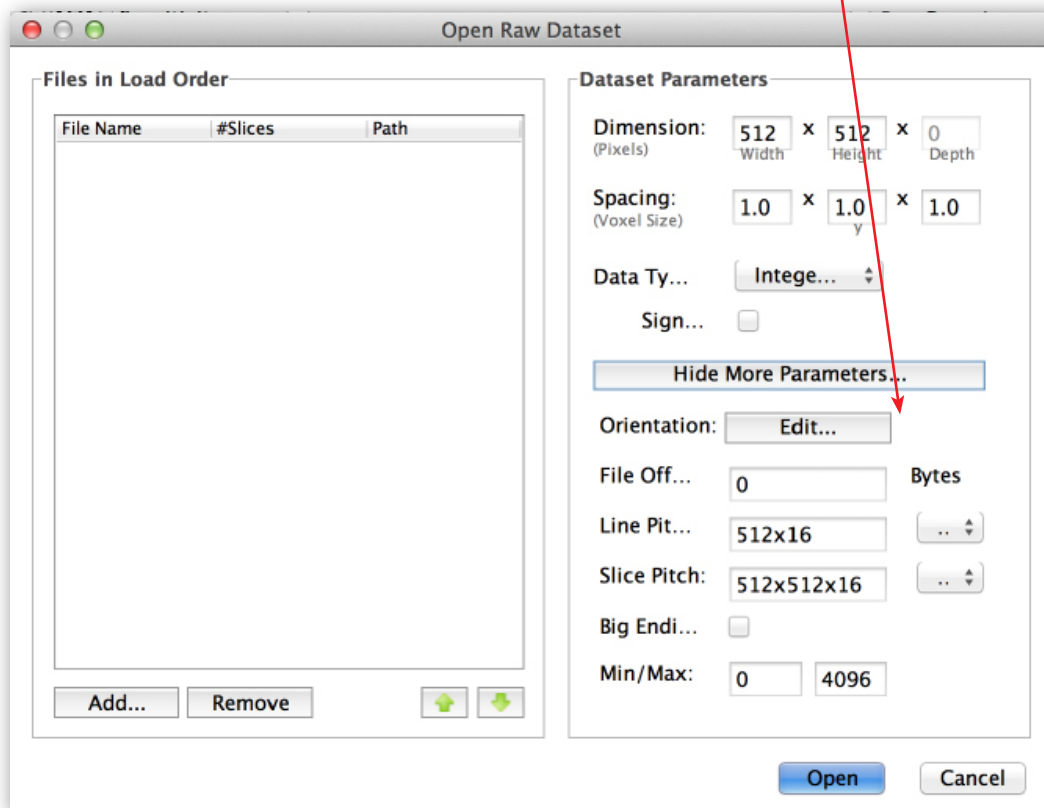 Open Raw Dataset
Files in Load Order
File Name #Slices Path
Add... Remove
Dataset Parameters
Dimension: 512 x 512 x 0
(Pixels) Width Height Depth
Spacing: 1.0 x 1.0 x 1.0
(Voxel Size) y
Data Ty... Intege...
Sign...
Hide More Parameters...
Orientation: Edit...
File Off... 0 Bytes
Line Pit... 512x16 ..
Slice Pitch: 512x512x16 ..
Big Endi...
Min/Max: 0 4096
Open Cancel